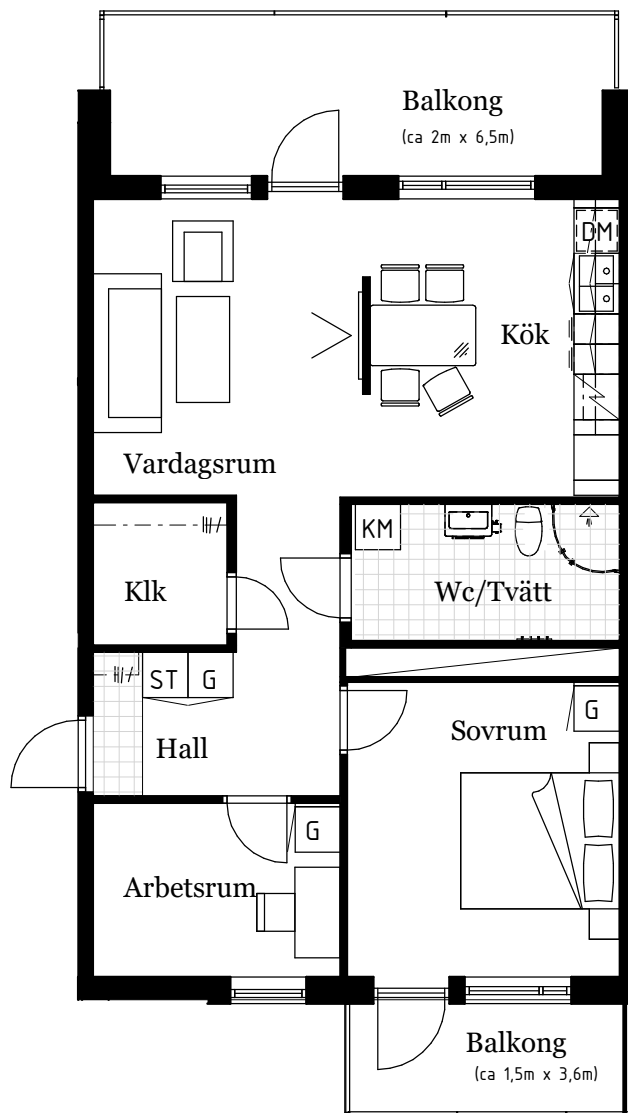 Balkong
(ca 2m x 6,5m)
DM
Kök
Vardagsrum
KM
Klk
Wc/Tvätt
ST G
G
Sovrum
Hall
G
Arbetsrum
Balkong
(ca 1,5m x 3,6m)